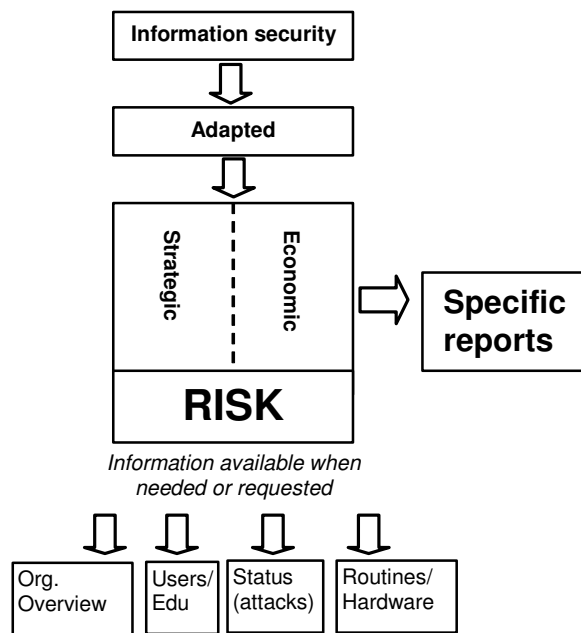 Information security
Adapted
Strategic
Economic
Specific
reports
RISK
Information available when
needed or requested
Org.
Overview
Users/
Edu
Status
(attacks)
Routines/
Hardware